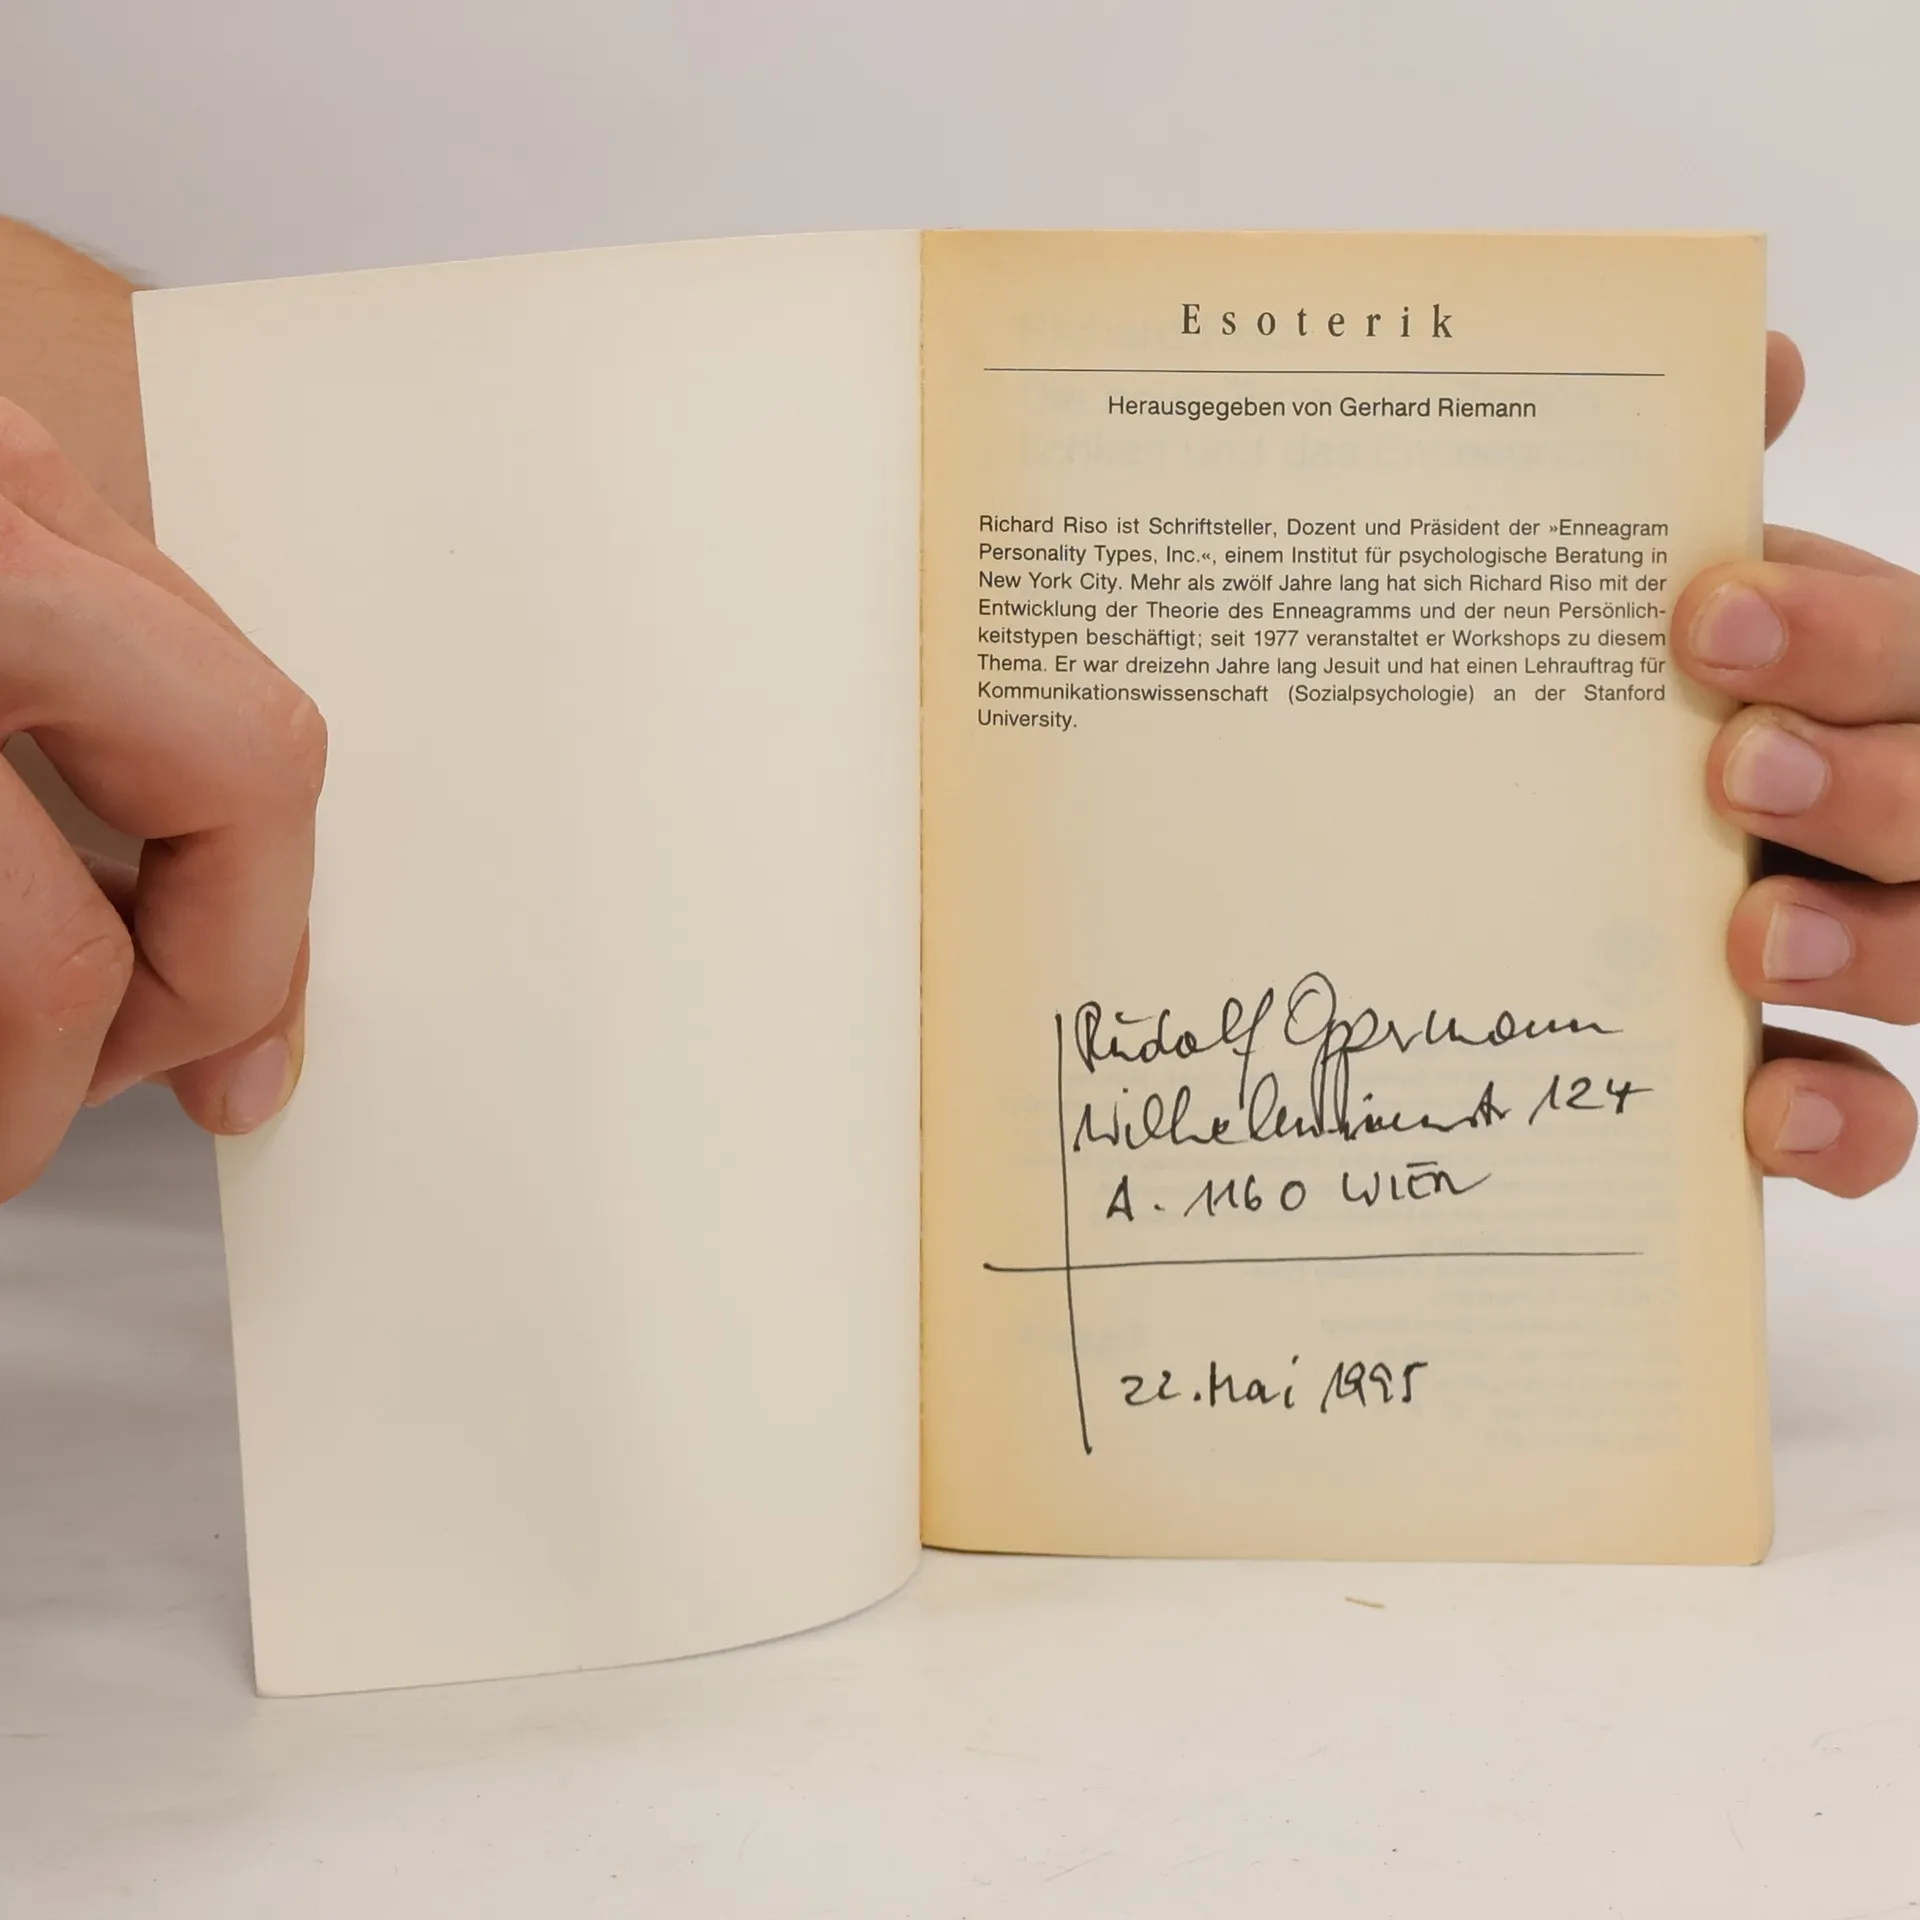 Esoterik
Herausgegeben von Gerhard Riemann
Richard Riso ist Schriftsteller, Dozent und Präsident der »Enneagram
Personality Types, Inc.«, einem Institut für psychologische Beratung in
New York City. Mehr als zwölf Jahre lang hat sich Richard Riso mit der
Entwicklung der Theorie des Enneagramms und der neun Persönlich-
keitstypen beschäftigt; seit 1977 veranstaltet er Workshops zu diesem
Thema. Er war dreizehn Jahre lang Jesuit und hat einen Lehrauftrag für
Kommunikationswissenschaft (Sozialpsychologie) an der Stanford
University.
Rudolf Oppermann
124
A. 1160 WIEN
22. Mai 1995